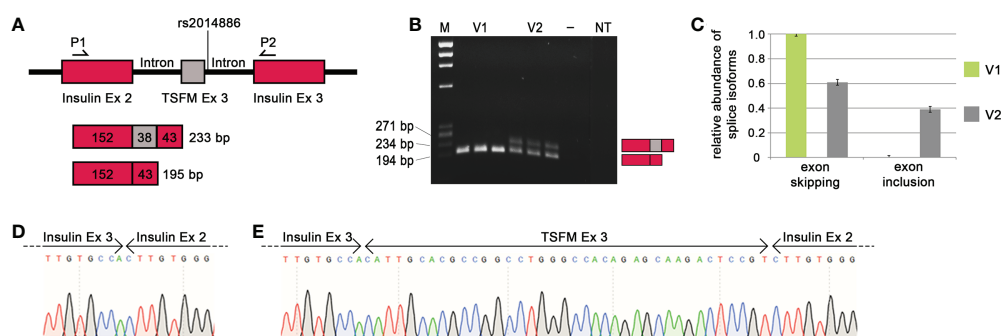 A
rs2014886
P1 P2
Intron Intron
Insulin Ex 2 TSFM Ex 3 Insulin Ex 3
152 38 43 233 bp
152 43 195 bp
B
M V1 V2 – NT
271 bp
234 bp
194 bp
C
relative abundance of
splice isoforms
1.0
0.8
0.6
0.4
0.2
0
exon
skipping
exon
inclusion
V1
V2
D
Insulin Ex 3 Insulin Ex 2
T T G T G C C A C T T G T G G G
E
Insulin Ex 3 TSFM Ex 3 Insulin Ex 2
T T G T G C C A C A T T G C A C G C C G G C C T G G G C C A C A G A G C A A G A C T C C G T C T T G T G G G